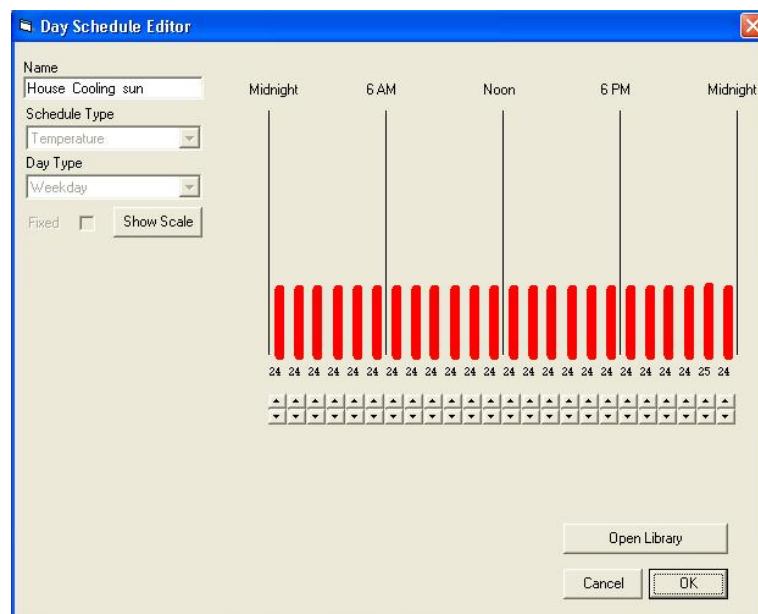 Day Schedule Editor
Name
House Cooling sun
Midnight 6 AM Noon 6 PM Midnight
Schedule Type
Temperature
Day Type
Weekday
Fixed Show Scale
24 24 24 24 24 24 24 24 24 24 24 24 24 24 24 24 24 24 24 24 24 24 25 24
Open Library
Cancel OK